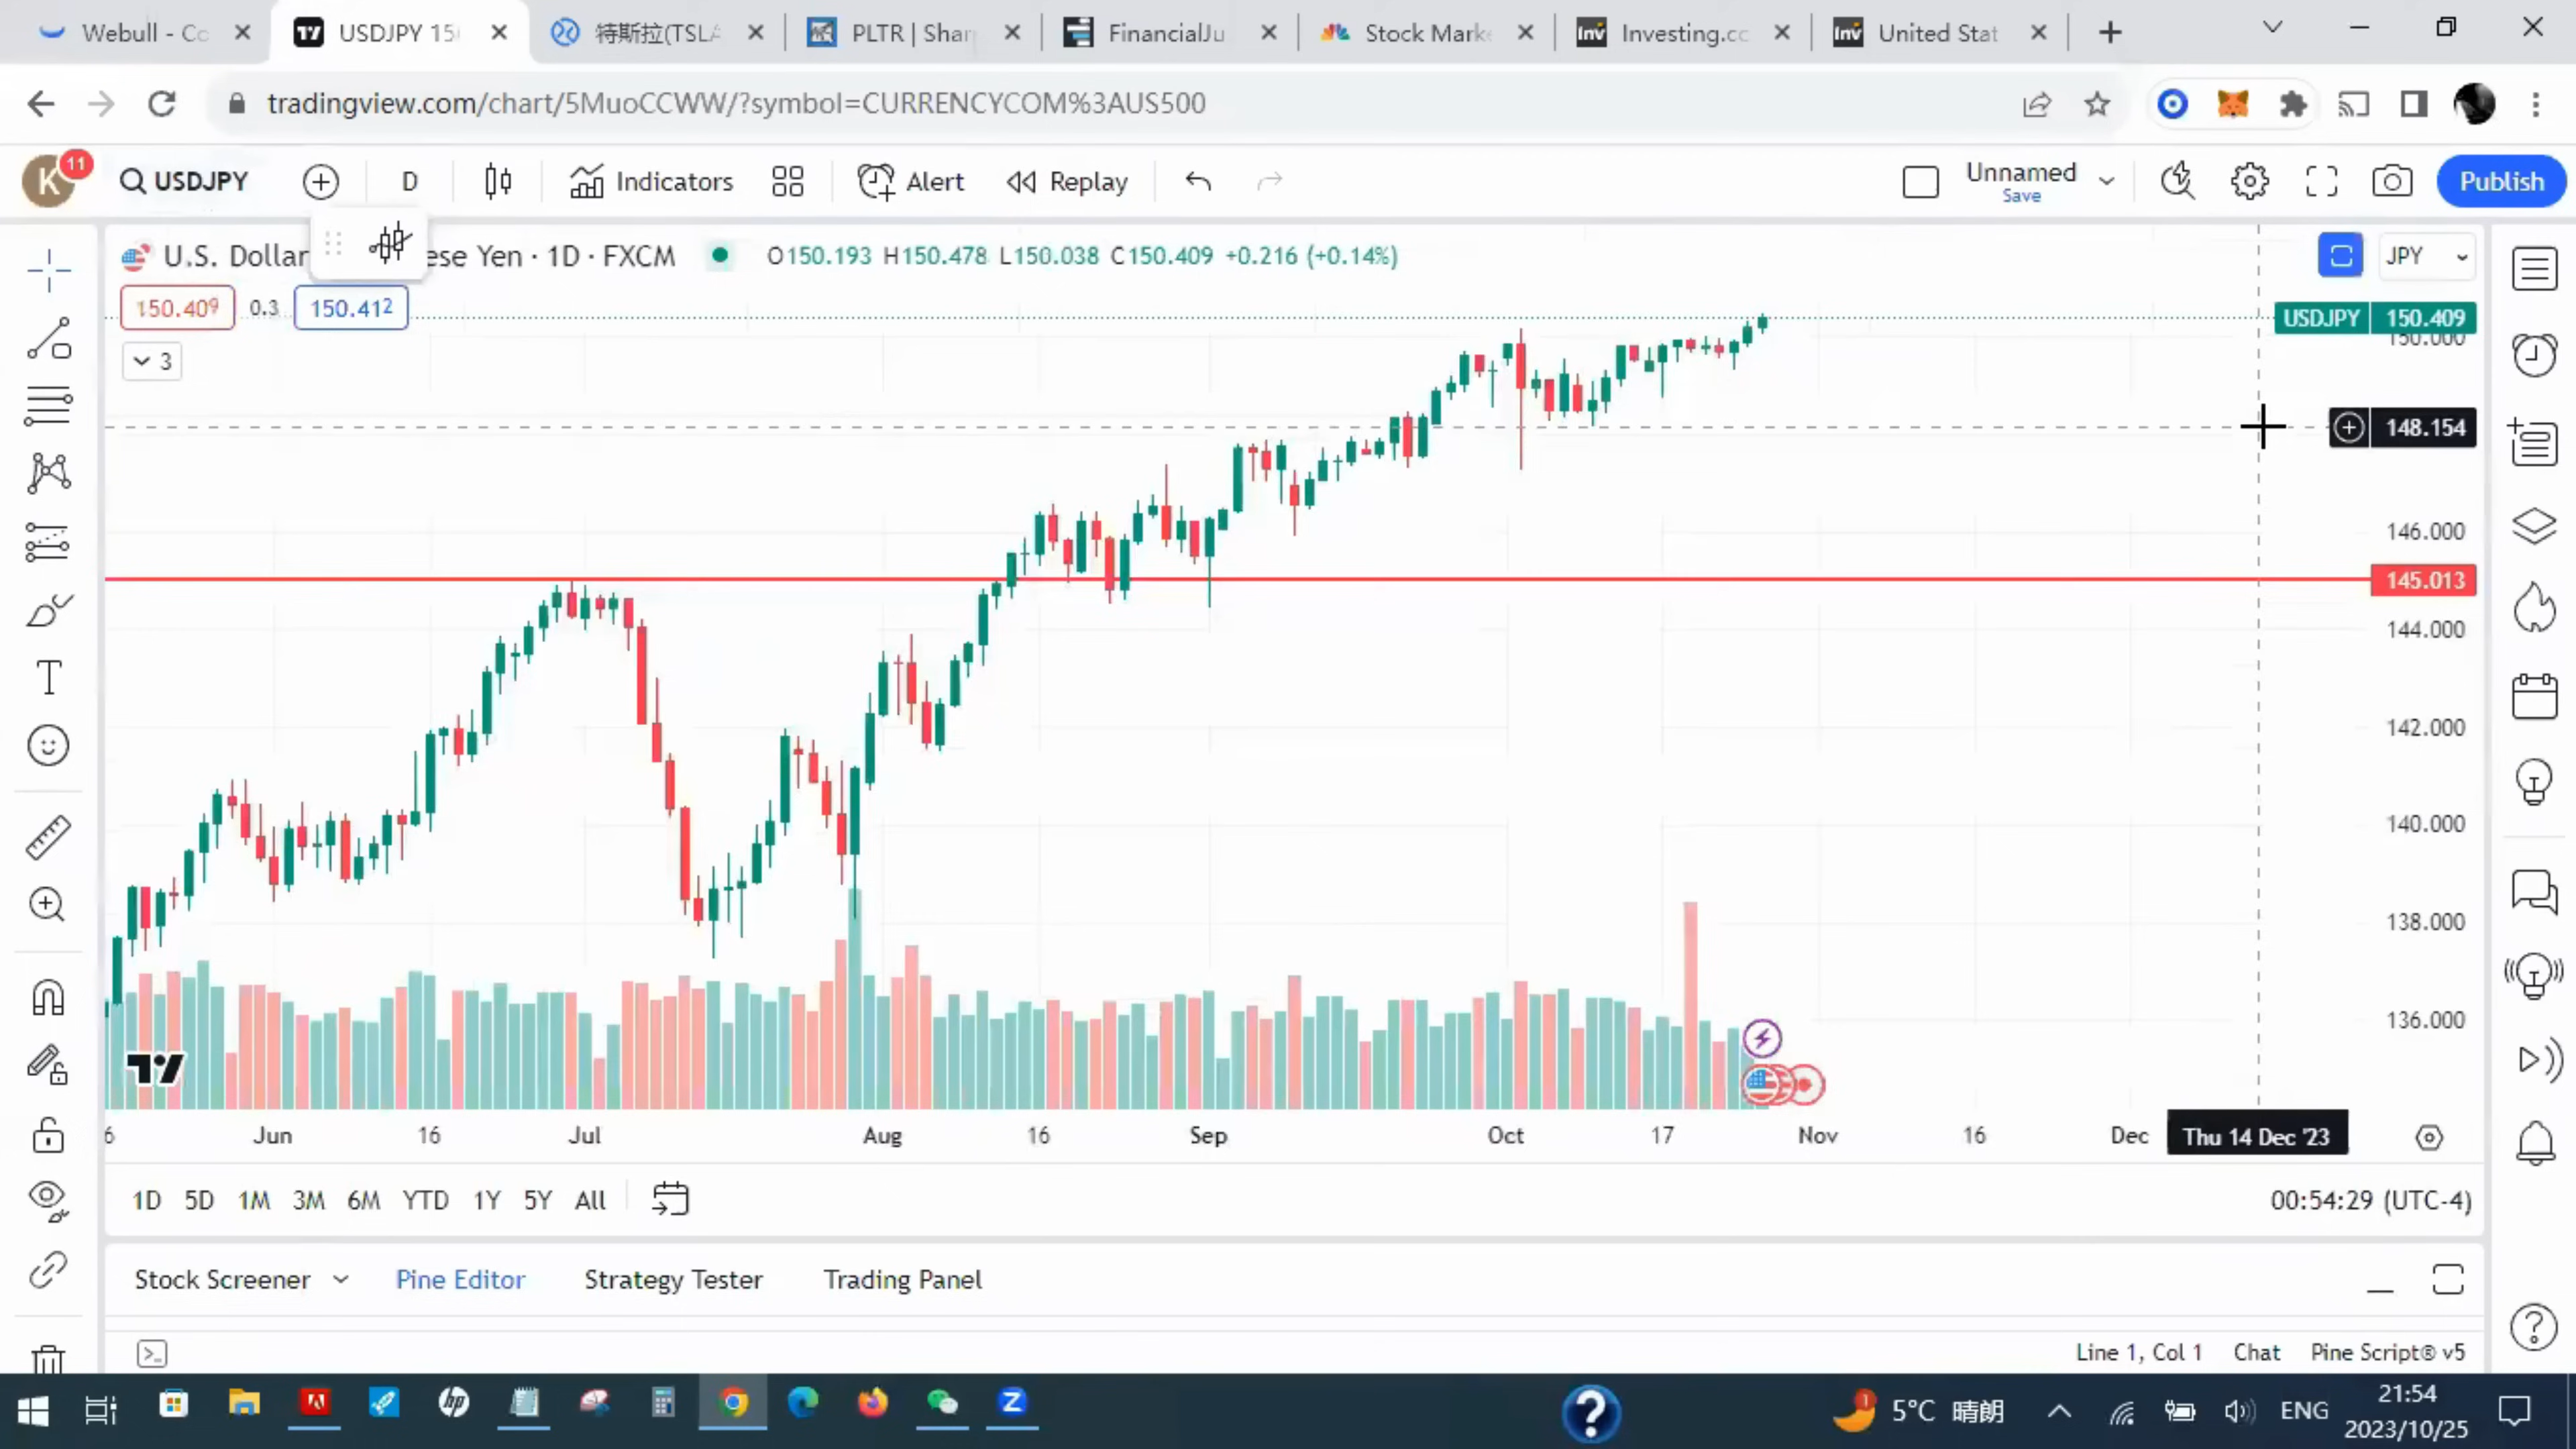 Webull - Co
USDJPY 15
特斯拉(TSLA
PLTR | Shar
FinancialJu
Stock Marke
Investing.cc
United Stat
tradingview.com/chart/5MuoCCWW/?symbol=CURRENCYCOM%3AUS500
K 11 USDJPY D Indicators Alert Replay Unnamed Publish
Save
U.S. Dollar ese Yen · 1D · FXCM O150.193 H150.478 L150.038 C150.409 +0.216 (+0.14%) JPY
150.409 0.3 150.412
USDJPY 150.409
150.000
3
148.154
146.000
145.013
144.000
142.000
140.000
138.000
136.000
6 Jun 16 Jul Aug 16 Sep Oct 17 Nov 16 Dec Thu 14 Dec '23
1D 5D 1M 3M 6M YTD 1Y 5Y All 00:54:29 (UTC-4)
Stock Screener Pine Editor Strategy Tester Trading Panel
Line 1, Col 1 Chat Pine Script® v5
5°C 晴朗 ENG 21:54
2023/10/25